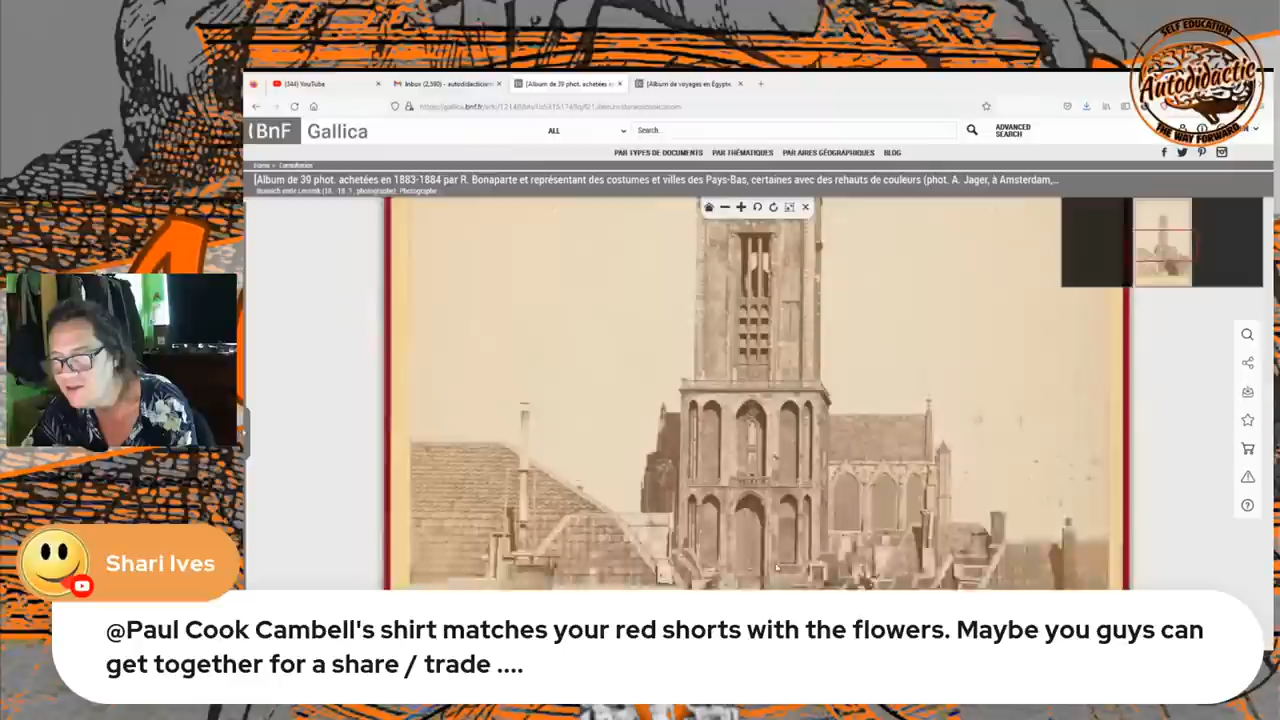 SELF EDUCATION
Autodidactic
THE WAY FORWARD
(344) YouTube
[Album de 39 phot. achetées en
[Album de voyages en Égypte.
BnF Gallica
ALL
Search...
ADVANCED
SEARCH
PAR TYPES DE DOCUMENTS PAR THÉMATIQUES PAR AIRES GÉOGRAPHIQUES BLOG
Home > Consultation
[Album de 39 phot. achetées en 1883-1884 par R. Bonaparte et représentant des costumes et villes des Pays-Bas, certaines avec des rehauts de couleurs (phot. A. Jager, à Amsterdam,...
Shari Ives
@Paul Cook Cambell's shirt matches your red shorts with the flowers. Maybe you guys can
get together for a share / trade ....